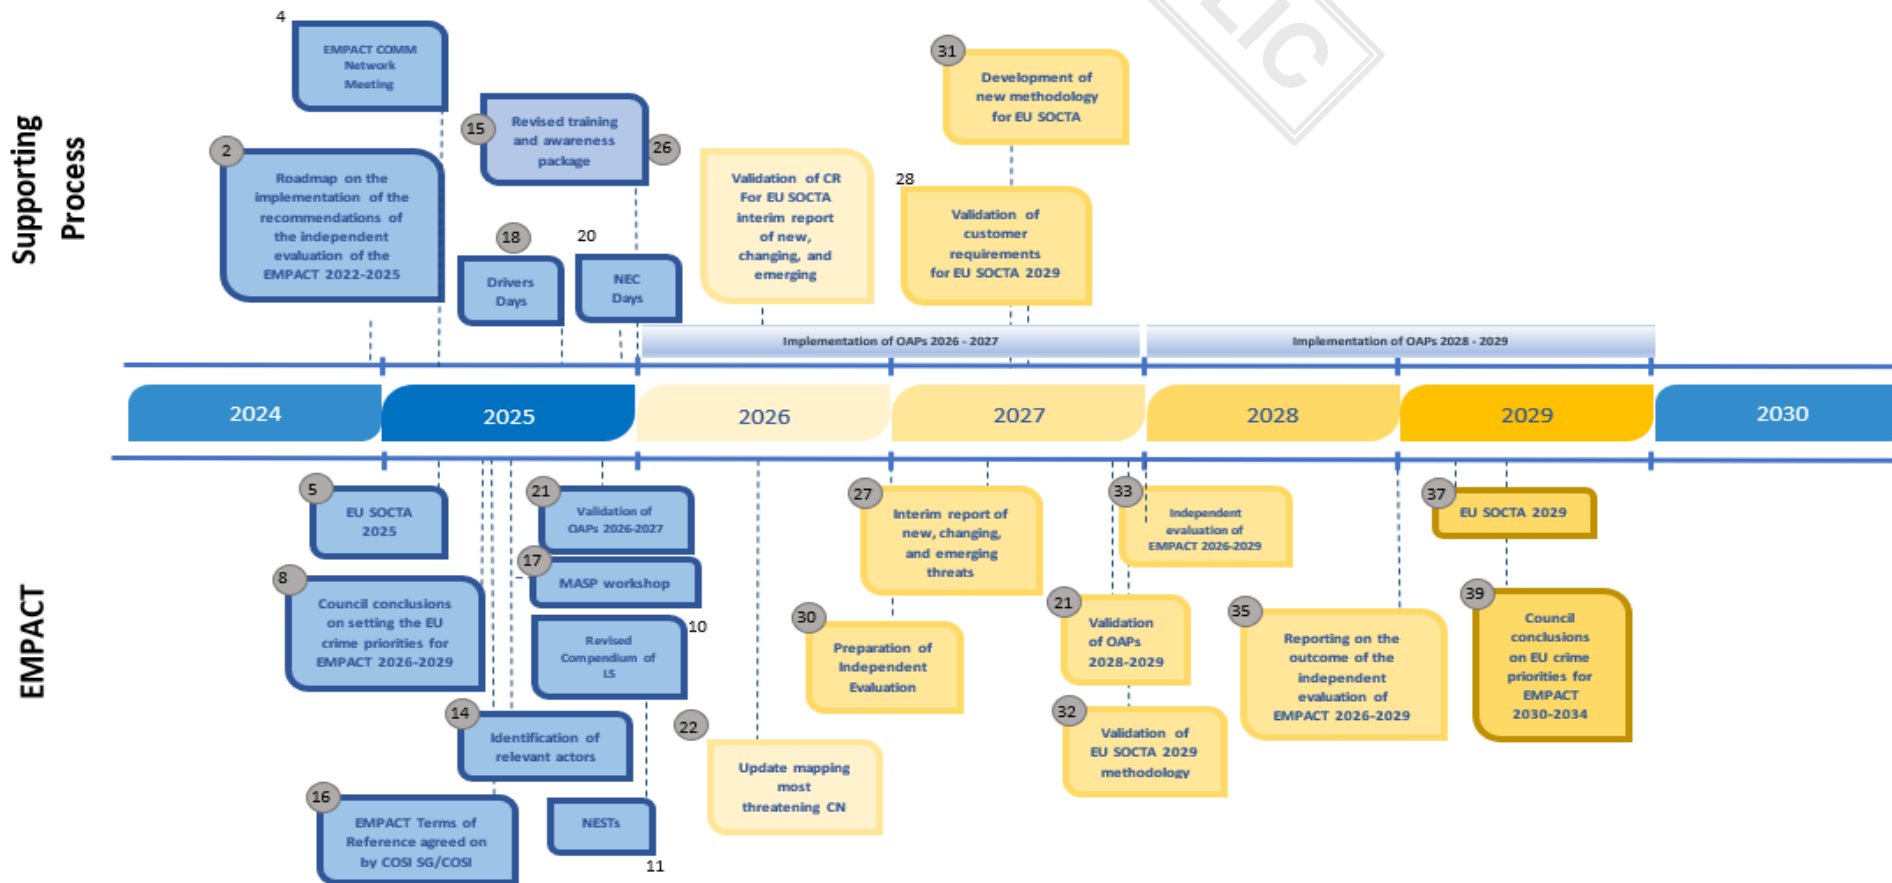 4
EMPACT COMM
Network
Meeting
LIC
31
Development of
new methodology
for EU SOCTA
Supporting
Process
15
Revised training
and awareness
package
26
2
Roadmap on the
implementation of the
recommendations of
the independent
evaluation of the
EMPACT 2022-2025
Validation of CR
For EU SOCTA
interim report
of new,
changing, and
emerging
28
Validation of
customer
requirements
for EU SOCTA 2029
18
Drivers
Days
20
NEC
Days
Implementation of OAPs 2026 - 2027
Implementation of OAPs 2028 - 2029
2024
2025
2026
2027
2028
2029
2030
EMPACT
5
EU SOCTA
2025
21
Validation of
OAPs 2026-2027
27
Interim report of
new, changing,
and emerging
threats
33
Independent
evaluation of
EMPACT 2026-2029
37
EU SOCTA 2029
8
Council conclusions
on setting the EU
crime priorities for
EMPACT 2026-2029
17
MASP workshop
10
Revised
Compendium of
LS
30
Preparation of
Independent
Evaluation
21
Validation
of OAPs
2028-2029
35
Reporting on the
outcome of the
independent
evaluation of
EMPACT 2026-2029
39
Council
conclusions
on EU crime
priorities for
EMPACT
2030-2034
14
Identification of
relevant actors
22
Update mapping
most
threatening CN
32
Validation of
EU SOCTA 2029
methodology
16
EMPACT Terms of
Reference agreed on
by COSI SG/COSI
NESTs
11